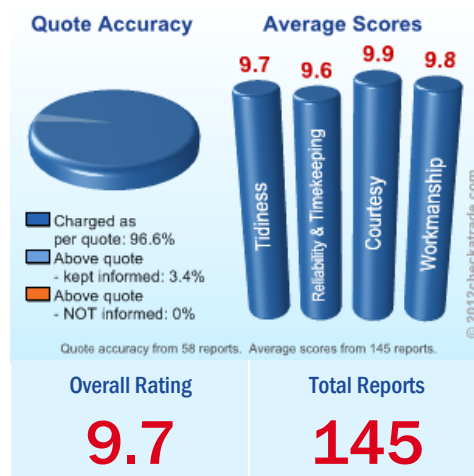 Quote Accuracy
Average Scores
9.7
9.6
9.9
9.8
Tidiness
Reliability & Timekeeping
Courtesy
Workmanship
Charged as
per quote: 96.6%
Above quote
- kept informed: 3.4%
Above quote
- NOT informed: 0%
© 2012checkatrade.com
Quote accuracy from 58 reports. Average scores from 145 reports.
Overall Rating
Total Reports
9.7
145